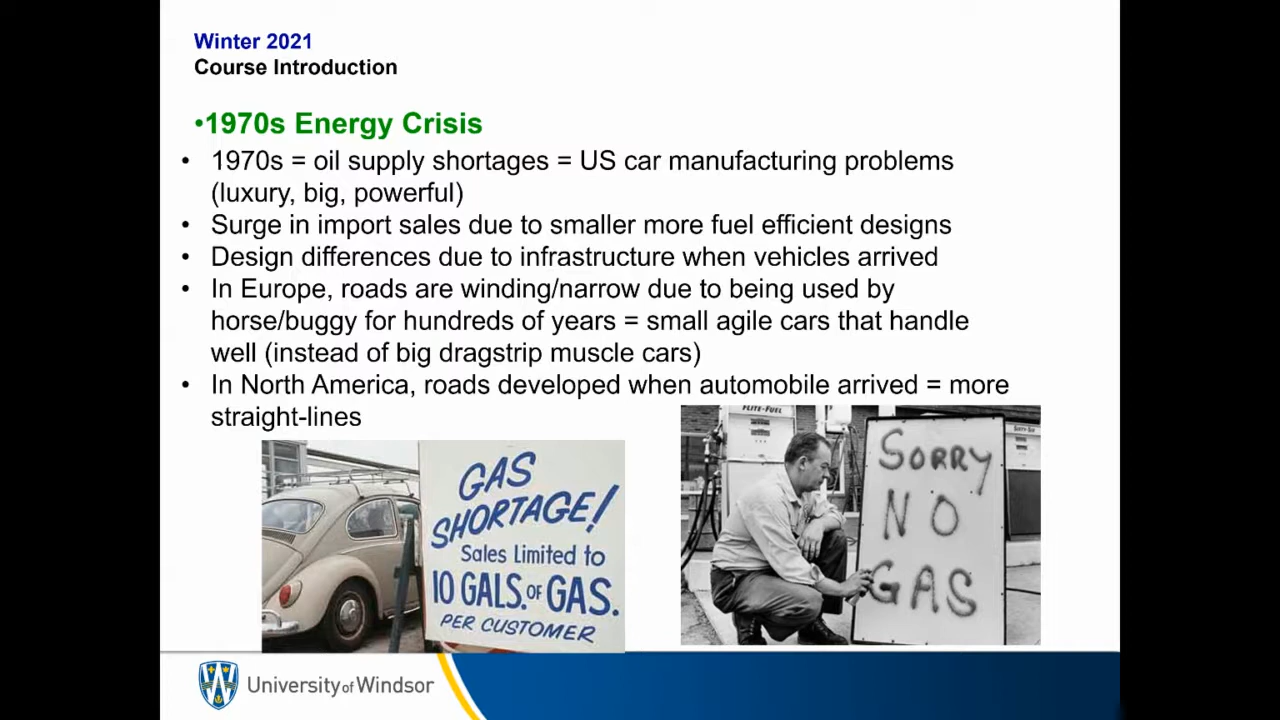 Winter 2021
Course Introduction
•1970s Energy Crisis
• 1970s = oil supply shortages = US car manufacturing problems
(luxury, big, powerful)
• Surge in import sales due to smaller more fuel efficient designs
• Design differences due to infrastructure when vehicles arrived
• In Europe, roads are winding/narrow due to being used by
horse/buggy for hundreds of years = small agile cars that handle
well (instead of big dragstrip muscle cars)
• In North America, roads developed when automobile arrived = more
straight-lines
GAS
SHORTAGE!
Sales Limited to
10 GALS. OF GAS.
PER CUSTOMER
FLITE-FUEL
SORRY
NO
GAS
University of Windsor